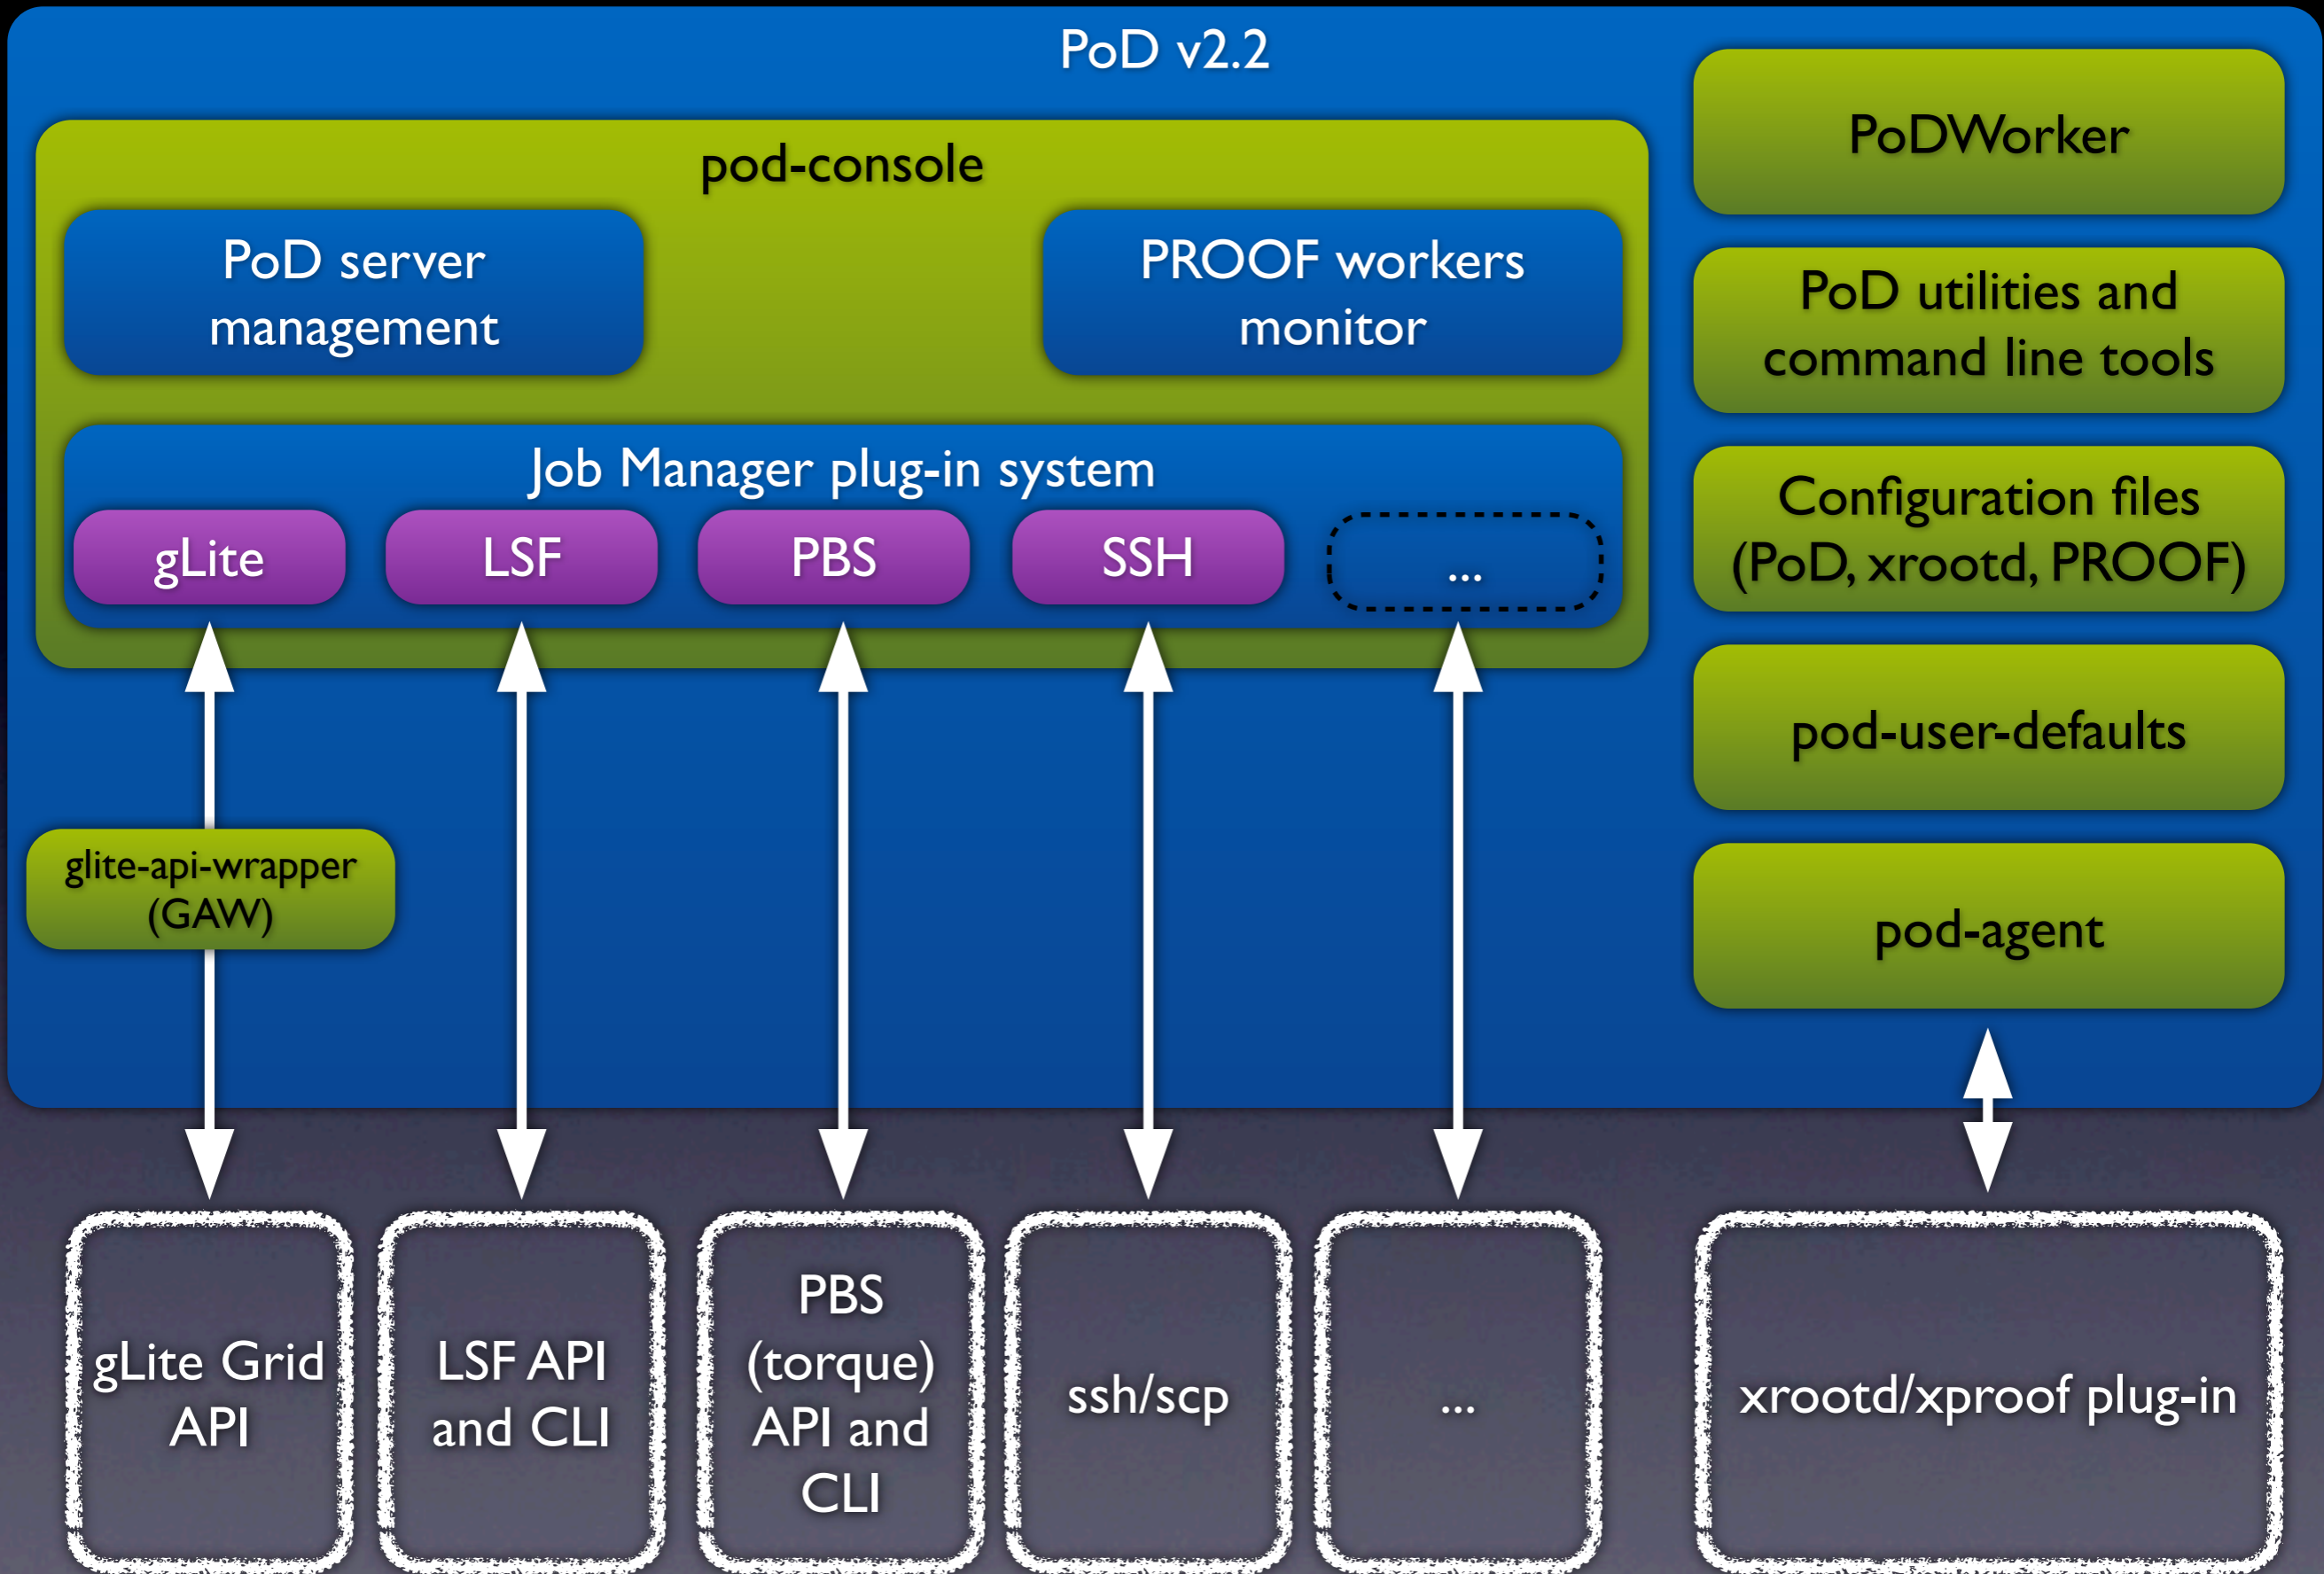 PoD v2.2
pod-console
PoD server
management
PROOF workers
monitor
Job Manager plug-in system
gLite
LSF
PBS
SSH
...
glite-api-wrapper
(GAW)
PoDWorker
PoD utilities and
command line tools
Configuration files
(PoD, xrootd, PROOF)
pod-user-defaults
pod-agent
gLite Grid
API
LSF API
and CLI
PBS
(torque)
API and
CLI
ssh/scp
...
xrootd/xproof plug-in